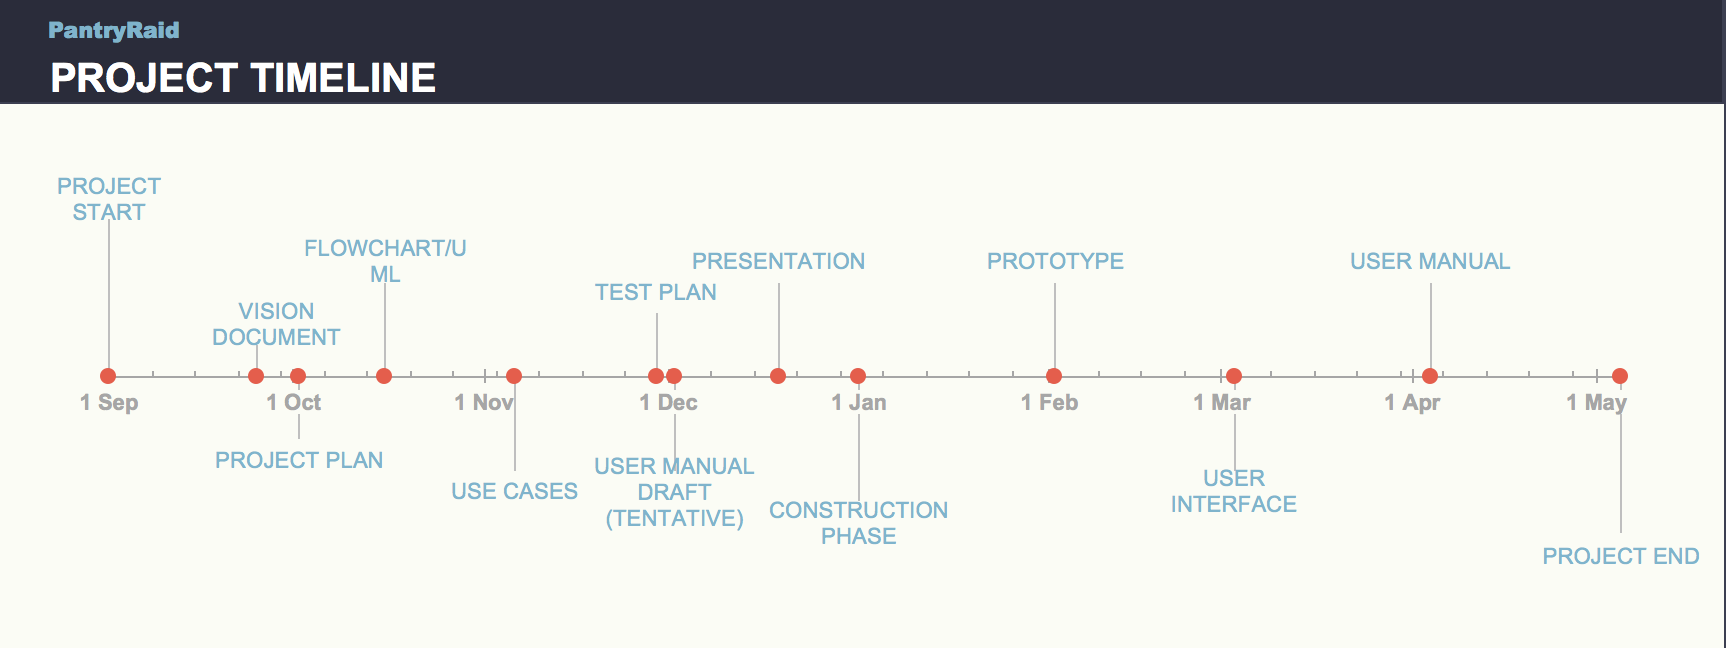 PantryRaid
PROJECT TIMELINE
PROJECT
START
FLOWCHART/U
ML
PRESENTATION
PROTOTYPE
USER MANUAL
TEST PLAN
VISION
DOCUMENT
1 Sep
1 Oct
1 Nov
1 Dec
1 Jan
1 Feb
1 Mar
1 Apr
1 May
PROJECT PLAN
USE CASES
USER MANUAL
DRAFT
(TENTATIVE)
CONSTRUCTION
PHASE
USER
INTERFACE
PROJECT END